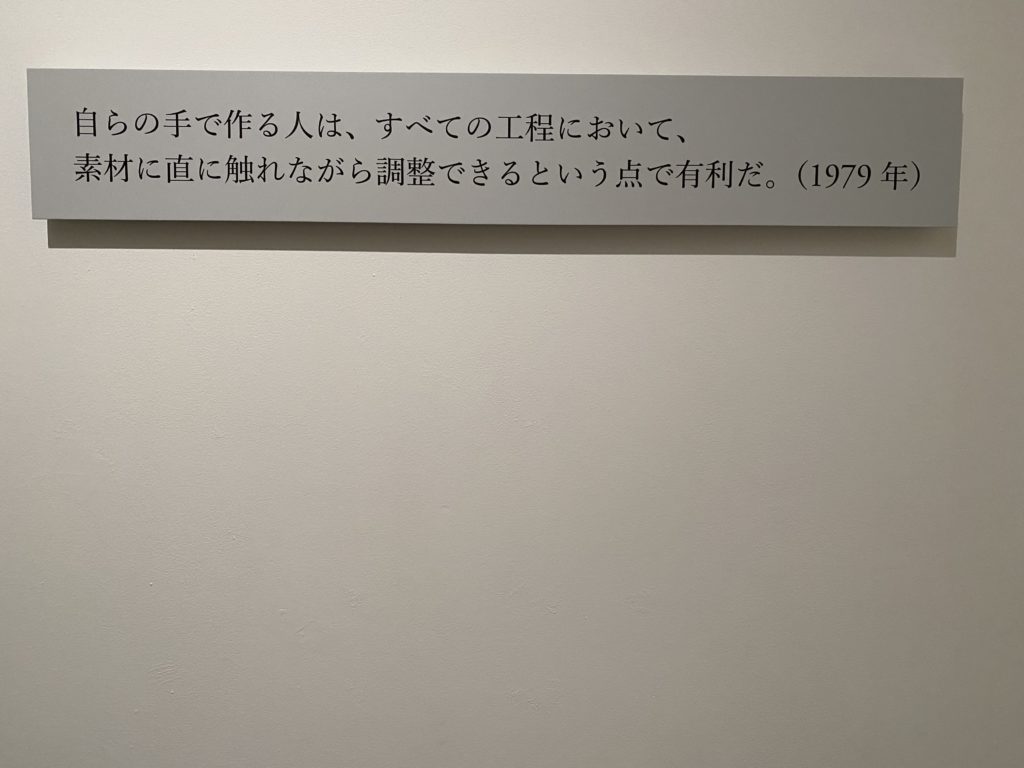 自らの手で作る人は、すべての工程において、
素材に直に触れながら調整できるという点で有利だ。（1979 年）